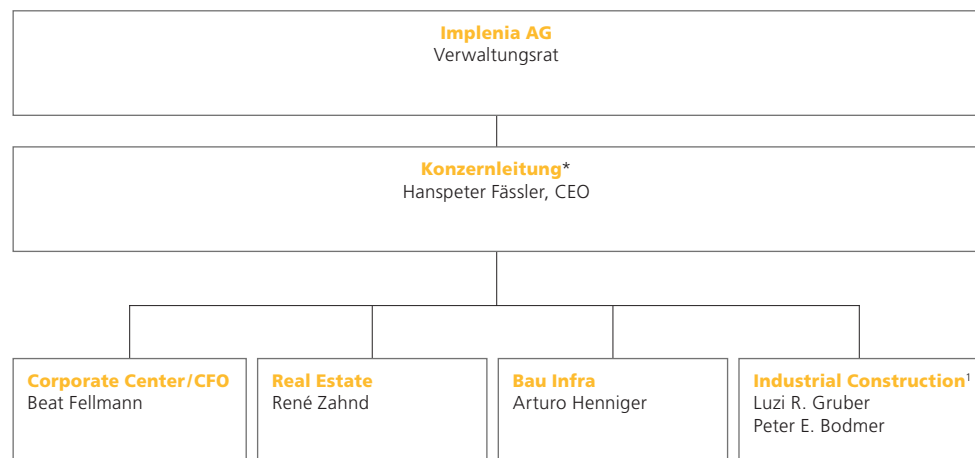 Implenia AG
Verwaltungsrat
Konzernleitung*
Hanspeter Fässler, CEO
Corporate Center/CFO
Beat Fellmann
Real Estate
René Zahnd
Bau Infra
Arturo Henniger
Industrial Construction¹
Luzi R. Gruber
Peter E. Bodmer